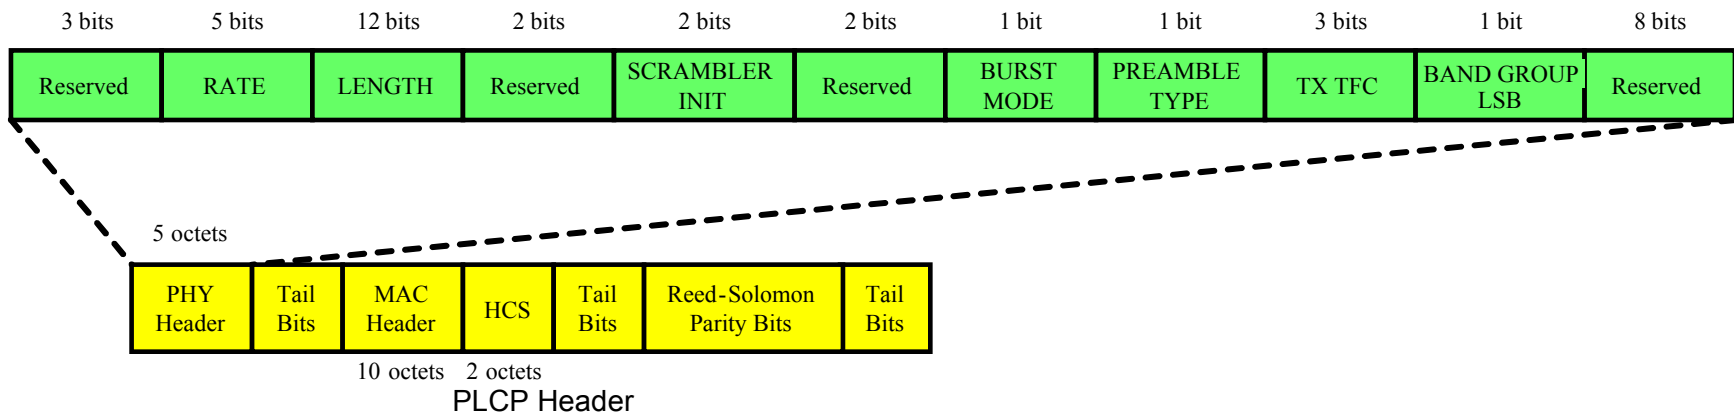 3 bits 5 bits 12 bits 2 bits 2 bits 2 bits 1 bit 1 bit 3 bits 1 bit 8 bits
Reserved RATE LENGTH Reserved SCRAMBLER INIT Reserved BURST MODE PREAMBLE TYPE TX TFC BAND GROUP LSB Reserved
5 octets
PHY Header Tail Bits MAC Header HCS Tail Bits Reed-Solomon Parity Bits Tail Bits
10 octets 2 octets
PLCP Header